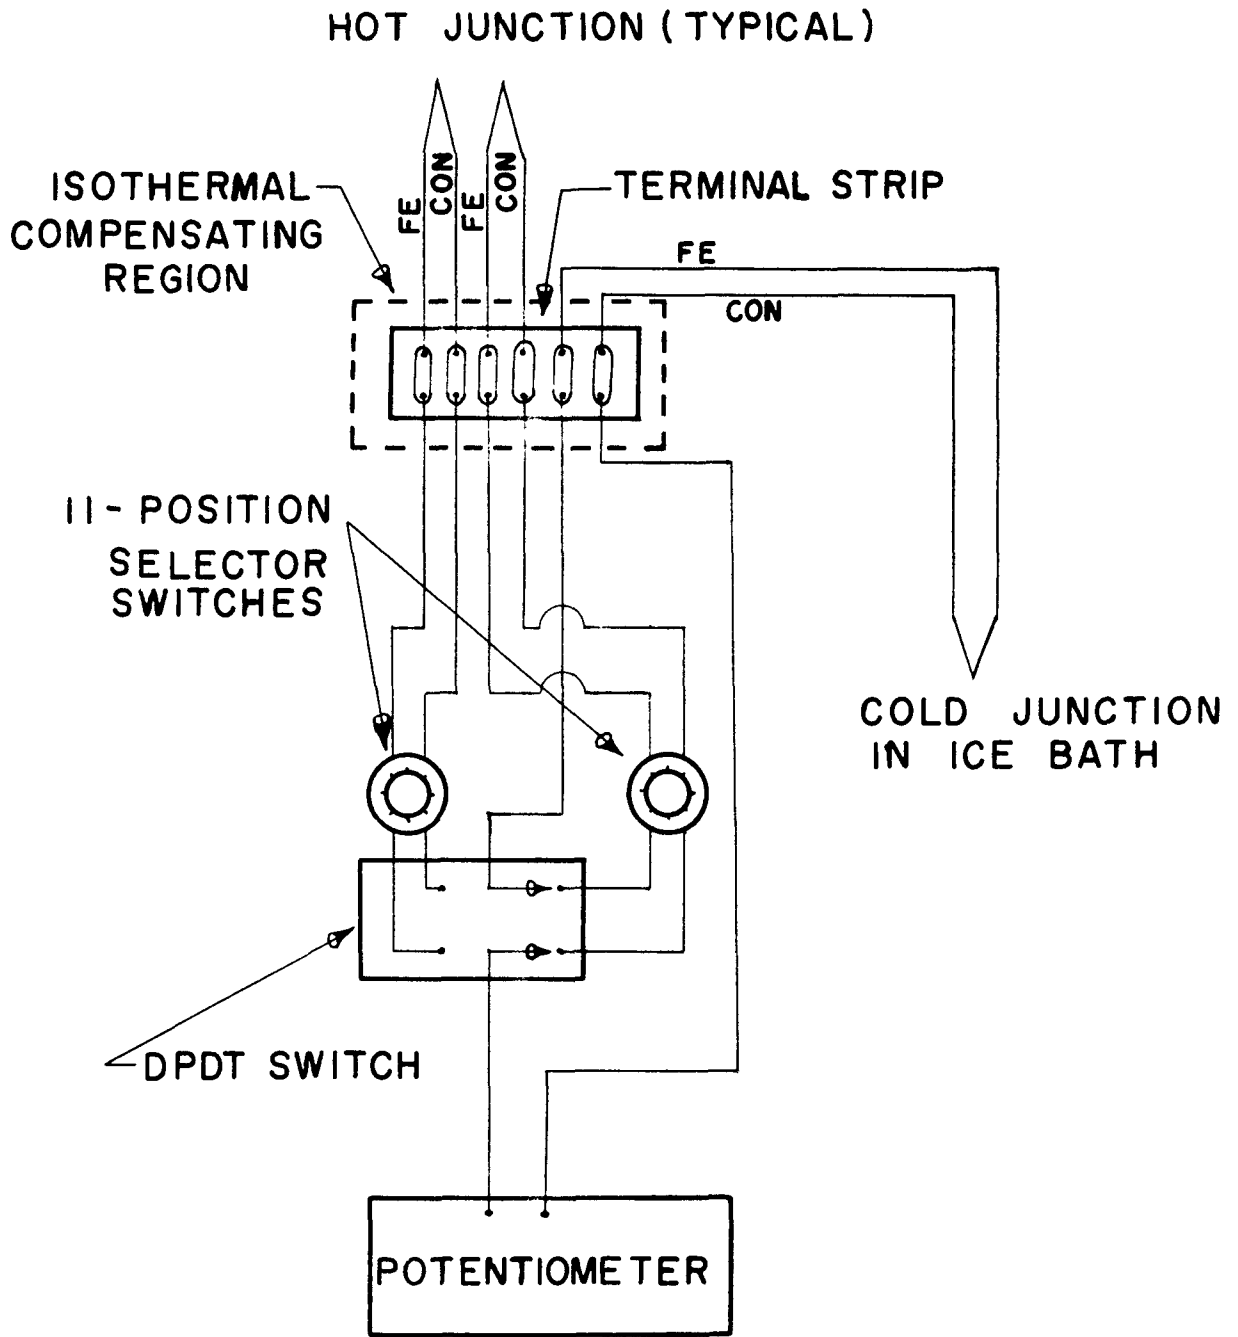 HOT JUNCTION (TYPICAL)
FE
CON
FE
CON
ISOTHERMAL
COMPENSATING
REGION
TERMINAL STRIP
FE
CON
11-POSITION
SELECTOR
SWITCHES
COLD JUNCTION
IN ICE BATH
DPDT SWITCH
POTENTIOMETER